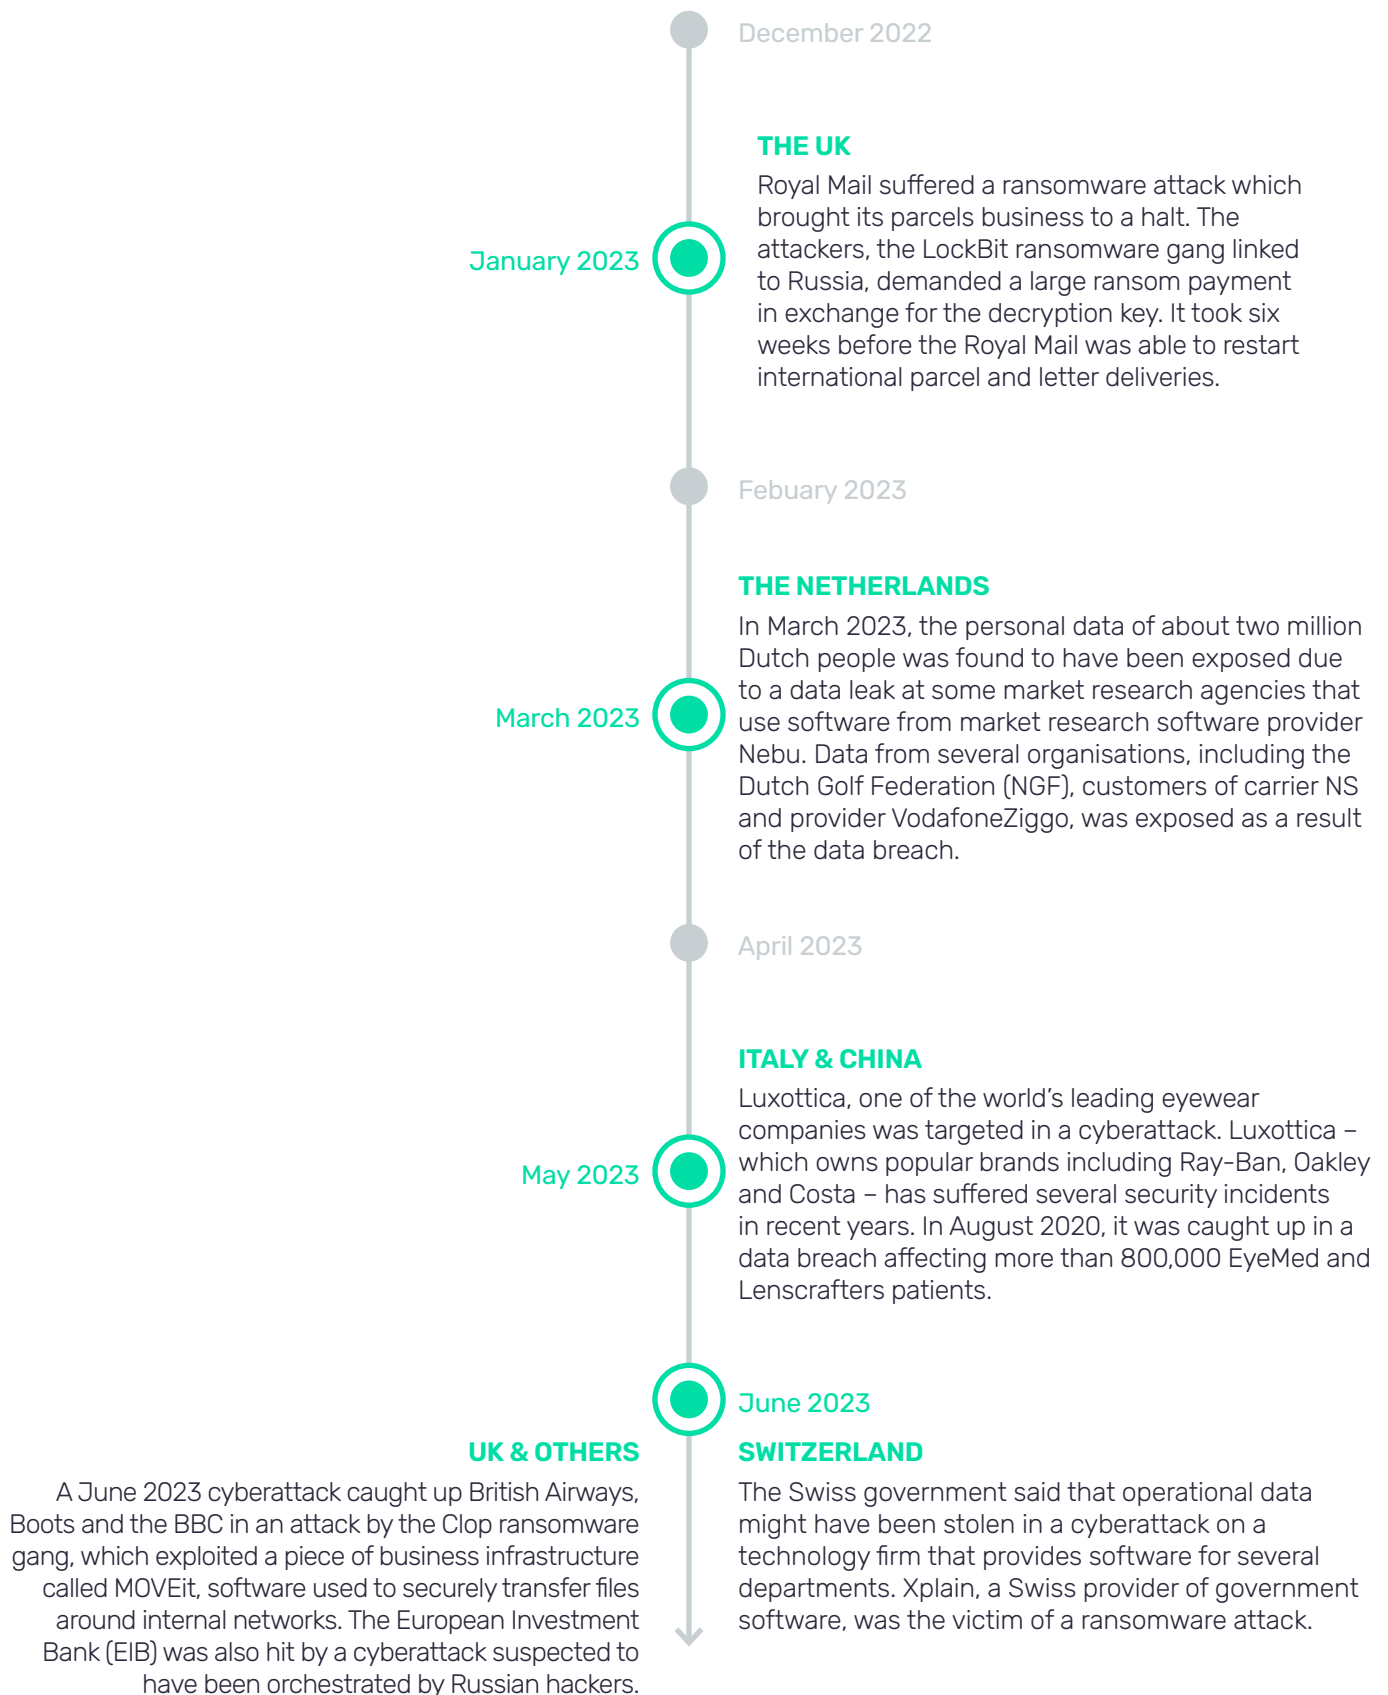 December 2022
THE UK
Royal Mail suffered a ransomware attack which
brought its parcels business to a halt. The
attackers, the LockBit ransomware gang linked
to Russia, demanded a large ransom payment
in exchange for the decryption key. It took six
weeks before the Royal Mail was able to restart
international parcel and letter deliveries.
January 2023
Febuary 2023
THE NETHERLANDS
In March 2023, the personal data of about two million
Dutch people was found to have been exposed due
to a data leak at some market research agencies that
use software from market research software provider
Nebu. Data from several organisations, including the
Dutch Golf Federation (NGF), customers of carrier NS
and provider VodafoneZiggo, was exposed as a result
of the data breach.
March 2023
April 2023
ITALY & CHINA
Luxottica, one of the world's leading eyewear
companies was targeted in a cyberattack. Luxottica –
which owns popular brands including Ray-Ban, Oakley
and Costa – has suffered several security incidents
in recent years. In August 2020, it was caught up in a
data breach affecting more than 800,000 EyeMed and
Lenscrafters patients.
May 2023
June 2023
UK & OTHERS
A June 2023 cyberattack caught up British Airways,
Boots and the BBC in an attack by the Clop ransomware
gang, which exploited a piece of business infrastructure
called MOVEit, software used to securely transfer files
around internal networks. The European Investment
Bank (EIB) was also hit by a cyberattack suspected to
have been orchestrated by Russian hackers.
SWITZERLAND
The Swiss government said that operational data
might have been stolen in a cyberattack on a
technology firm that provides software for several
departments. Xplain, a Swiss provider of government
software, was the victim of a ransomware attack.